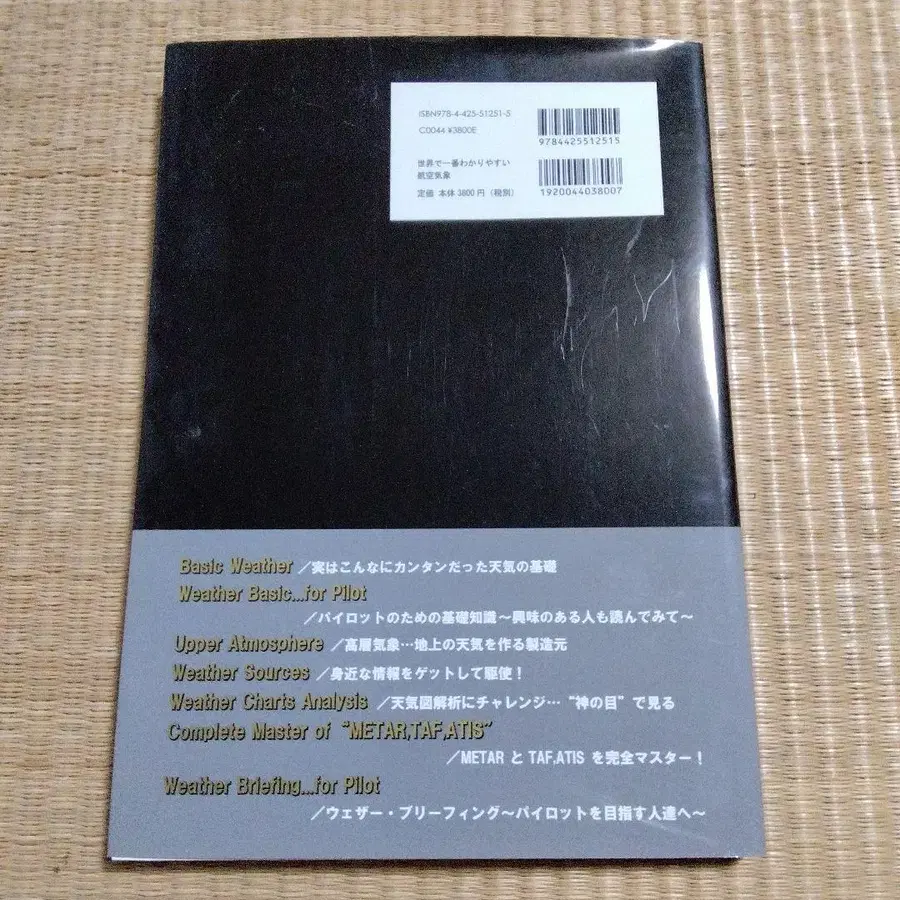 ISBN978-4-425-51251-5
C0044 ¥3800E
9784425512515
世界で一番わかりやすい
航空気象
定価 本体 3800 円（税別）
1920044038007
Basic Weather／実はこんなにカンタンだった天気の基礎
Weather Basic...for Pilot
／パイロットのための基礎知識〜興味のある人も読んでみて〜
Upper Atmosphere／高層気象…地上の天気を作る製造元
Weather Sources／身近な情報をゲットして駆使！
Weather Charts Analysis／天気図解析にチャレンジ…“神の目”で見る
Complete Master of “METAR,TAF,ATIS”
／METAR と TAF,ATIS を完全マスター！
Weather Briefing...for Pilot
／ウェザー・ブリーフィング〜パイロットを目指す人達へ〜